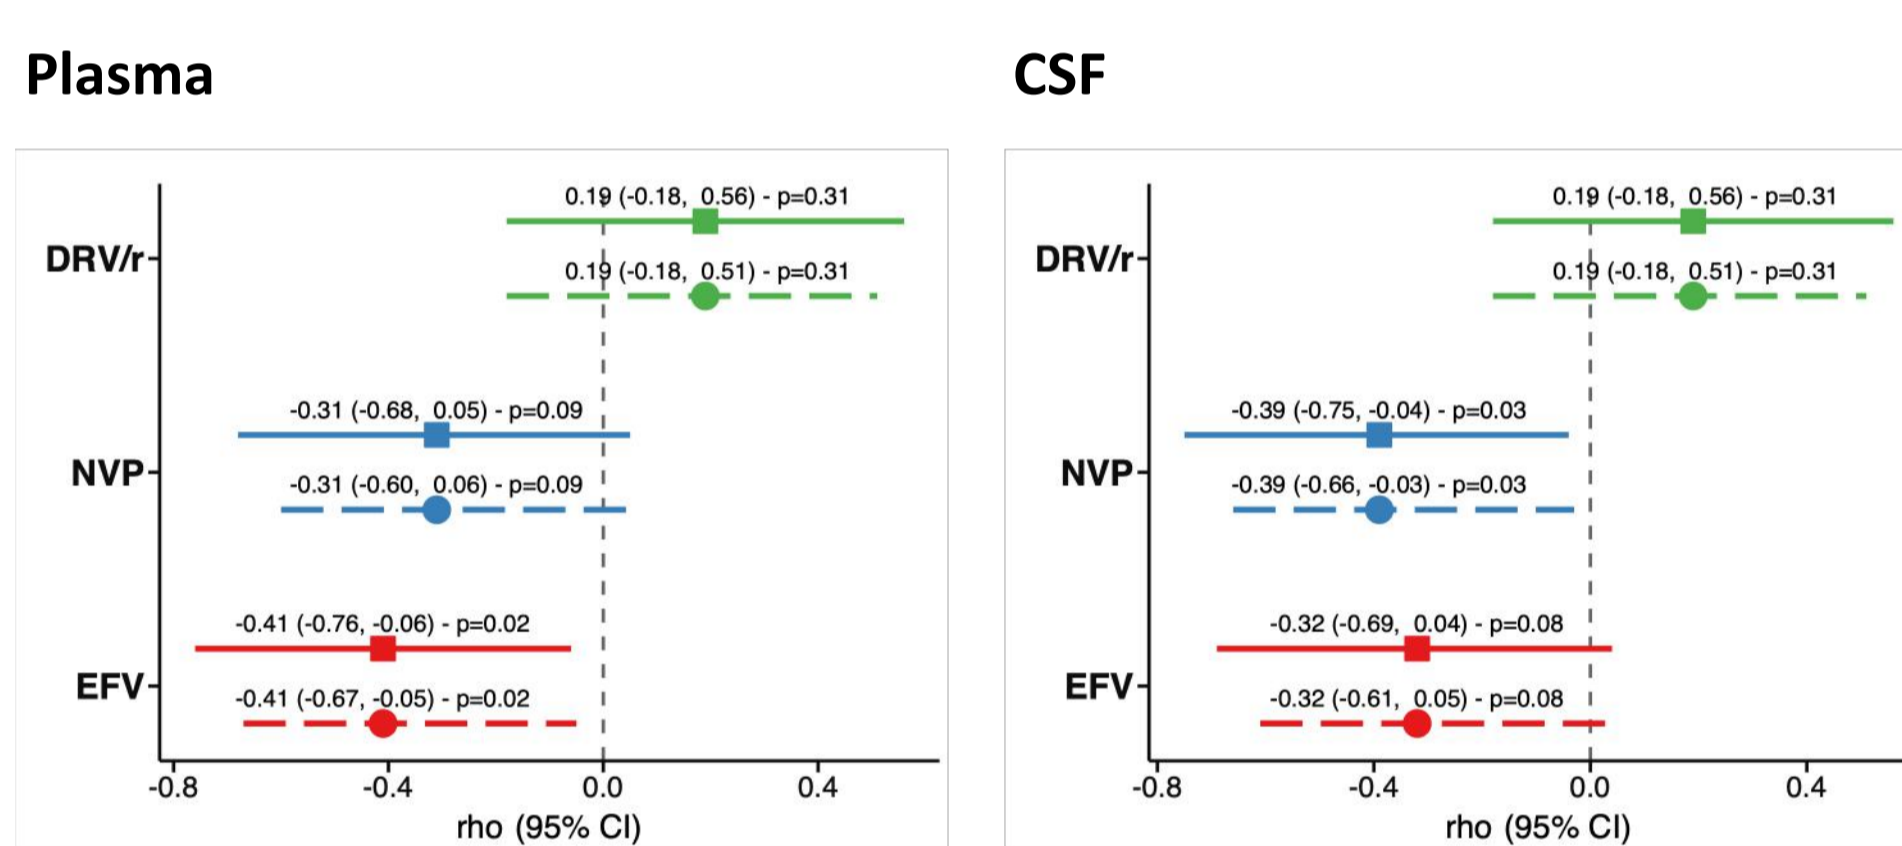 Plasma
0.19 (-0.18, 0.56) - p=0.31
DRV/r
0.19 (-0.18, 0.51) - p=0.31
-0.31 (-0.68, 0.05) - p=0.09
NVP
-0.31 (-0.60, 0.06) - p=0.09
-0.41 (-0.76, -0.06) - p=0.02
EFV
-0.41 (-0.67, -0.05) - p=0.02
-0.8 -0.4 0.0 0.4
rho (95% CI)
CSF
0.19 (-0.18, 0.56) - p=0.31
DRV/r
0.19 (-0.18, 0.51) - p=0.31
-0.39 (-0.75, -0.04) - p=0.03
NVP
-0.39 (-0.66, -0.03) - p=0.03
-0.32 (-0.69, 0.04) - p=0.08
EFV
-0.32 (-0.61, 0.05) - p=0.08
-0.8 -0.4 0.0 0.4
rho (95% CI)